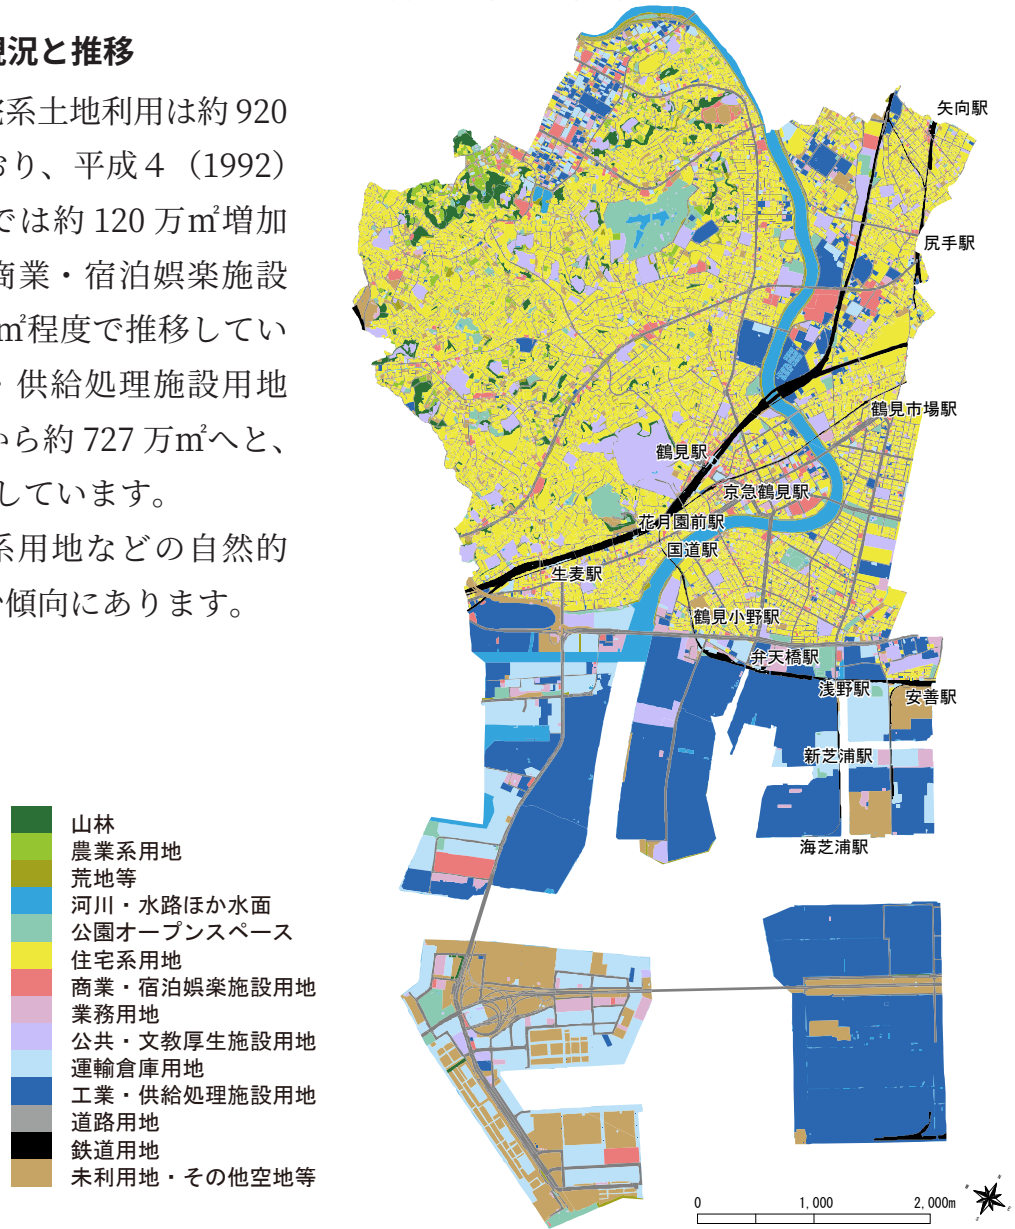 況と推移
系土地利用は約 920
おり、平成４（1992）
では約 120 万㎡増加
商業・宿泊娯楽施設
㎡程度で推移してい
・供給処理施設用地
から約 727 万㎡へと、
しています。
系用地などの自然的
傾向にあります。
矢向駅
尻手駅
鶴見市場駅
鶴見駅
京急鶴見駅
花月園前駅
国道駅
生麦駅
鶴見小野駅
弁天橋駅
浅野駅
安善駅
新芝浦駅
海芝浦駅
山林
農業系用地
荒地等
河川・水路ほか水面
公園オープンスペース
住宅系用地
商業・宿泊娯楽施設用地
業務用地
公共・文教厚生施設用地
運輸倉庫用地
工業・供給処理施設用地
道路用地
鉄道用地
未利用地・その他空地等
0 1,000 2,000m